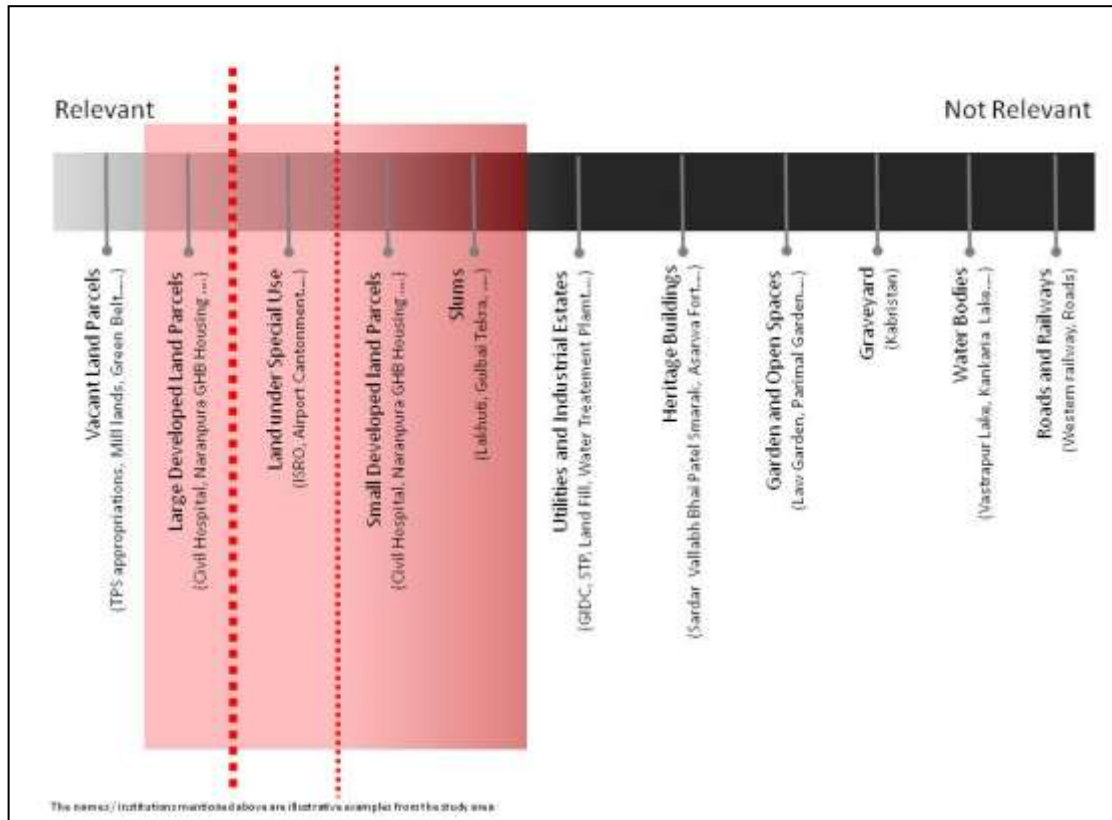 Relevant
Not Relevant
Vacant Land Parcels
(TPS appropriations, Mill lands, Green Belt.....)
Large Developed Land Parcels
(Civil Hospital, Naranpura GHB Housing ....)
Land under Special Use
(ISRO, Airport Cantonment....)
Small Developed land Parcels
(Civil Hospital, Naranpura GHB Housing ....)
Slums
(Lakhuti, Gulbai Tekra, ....)
Utilities and Industrial Estates
(GIDC, STP, Land Fill, Water Treatement Plamt....)
Heritage Buildings
(Sardar Vallabh Bhai Patel Smarak, Asarwa Fort....)
Garden and Open Spaces
(Law Garden, Parimal Garden....)
Graveyard
(Kabristan)
Water Bodies
(Vastrapur Lake, Kankaria Lake....)
Roads and Railways
(Western railway, Roads)
The names / institutions mentioned above are illustrative examples from the study area